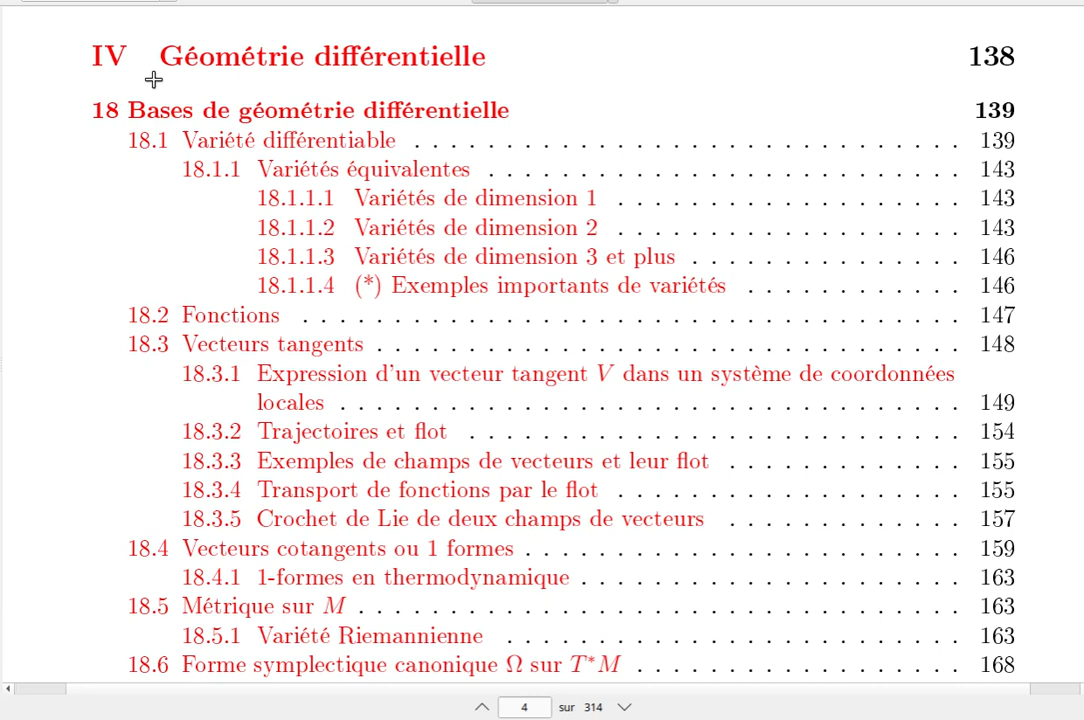 IV Géométrie différentielle 138
18 Bases de géométrie différentielle 139
18.1 Variété différentiable . . . . . . . . . . . . . . . . . . . . . . . . . . . . . . 139
18.1.1 Variétés équivalentes . . . . . . . . . . . . . . . . . . . . . . . . . . 143
18.1.1.1 Variétés de dimension 1 . . . . . . . . . . . . . . . . . . . 143
18.1.1.2 Variétés de dimension 2 . . . . . . . . . . . . . . . . . . . 143
18.1.1.3 Variétés de dimension 3 et plus . . . . . . . . . . . . . . . 146
18.1.1.4 (*) Exemples importants de variétés . . . . . . . . . . . . 146
18.2 Fonctions . . . . . . . . . . . . . . . . . . . . . . . . . . . . . . . . . . . . 147
18.3 Vecteurs tangents . . . . . . . . . . . . . . . . . . . . . . . . . . . . . . . . 148
18.3.1 Expression d'un vecteur tangent V dans un système de coordonnées
locales . . . . . . . . . . . . . . . . . . . . . . . . . . . . . . . . . . 149
18.3.2 Trajectoires et flot . . . . . . . . . . . . . . . . . . . . . . . . . . . 154
18.3.3 Exemples de champs de vecteurs et leur flot . . . . . . . . . . . . . 155
18.3.4 Transport de fonctions par le flot . . . . . . . . . . . . . . . . . . . 155
18.3.5 Crochet de Lie de deux champs de vecteurs . . . . . . . . . . . . . 157
18.4 Vecteurs cotangents ou 1 formes . . . . . . . . . . . . . . . . . . . . . . . . 159
18.4.1 1-formes en thermodynamique . . . . . . . . . . . . . . . . . . . . . 163
18.5 Métrique sur M . . . . . . . . . . . . . . . . . . . . . . . . . . . . . . . . . 163
18.5.1 Variété Riemannienne . . . . . . . . . . . . . . . . . . . . . . . . . 163
18.6 Forme symplectique canonique Ω sur T*M . . . . . . . . . . . . . . . . . . 168
4 sur 314